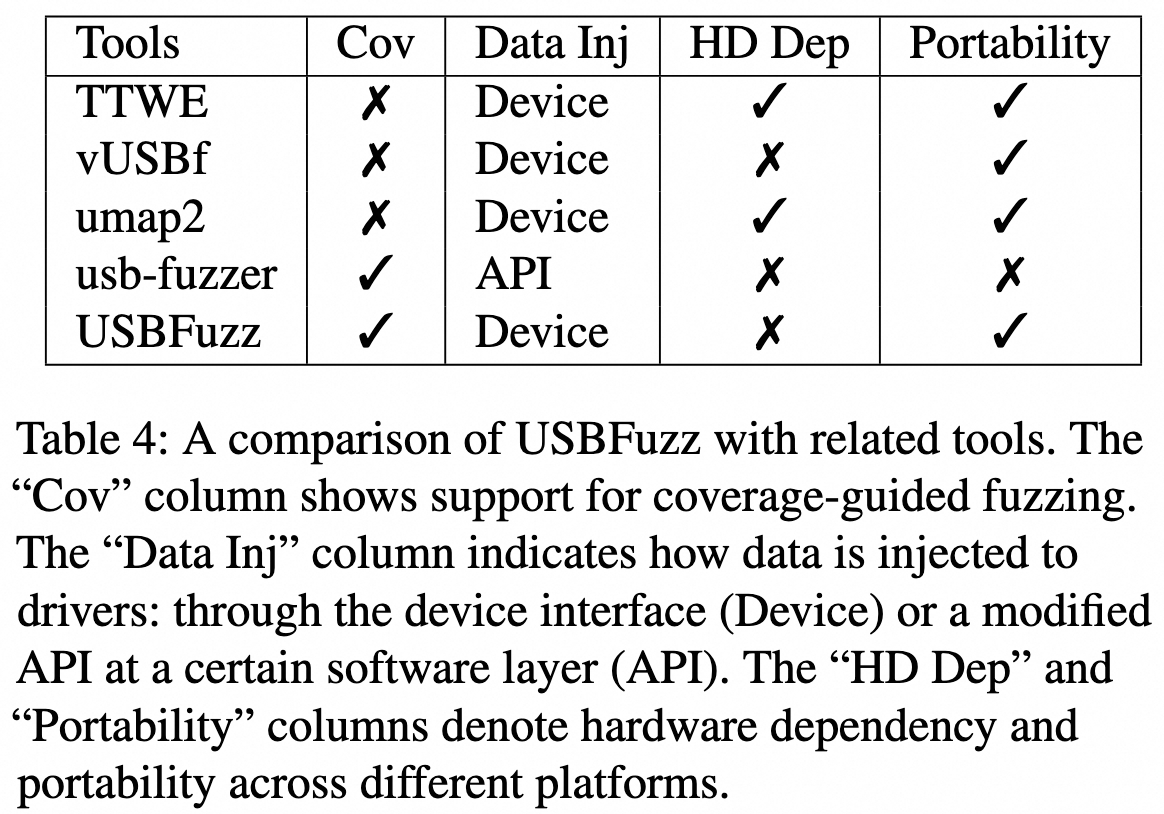 Tools Cov Data Inj HD Dep Portability
TTWE ✗ Device ✓ ✓
vUSBf ✗ Device ✗ ✓
umap2 ✗ Device ✓ ✓
usb-fuzzer ✓ API ✗ ✗
USBFuzz ✓ Device ✗ ✓
Table 4: A comparison of USBFuzz with related tools. The
“Cov” column shows support for coverage-guided fuzzing.
The “Data Inj” column indicates how data is injected to
drivers: through the device interface (Device) or a modified
API at a certain software layer (API). The “HD Dep” and
“Portability” columns denote hardware dependency and
portability across different platforms.